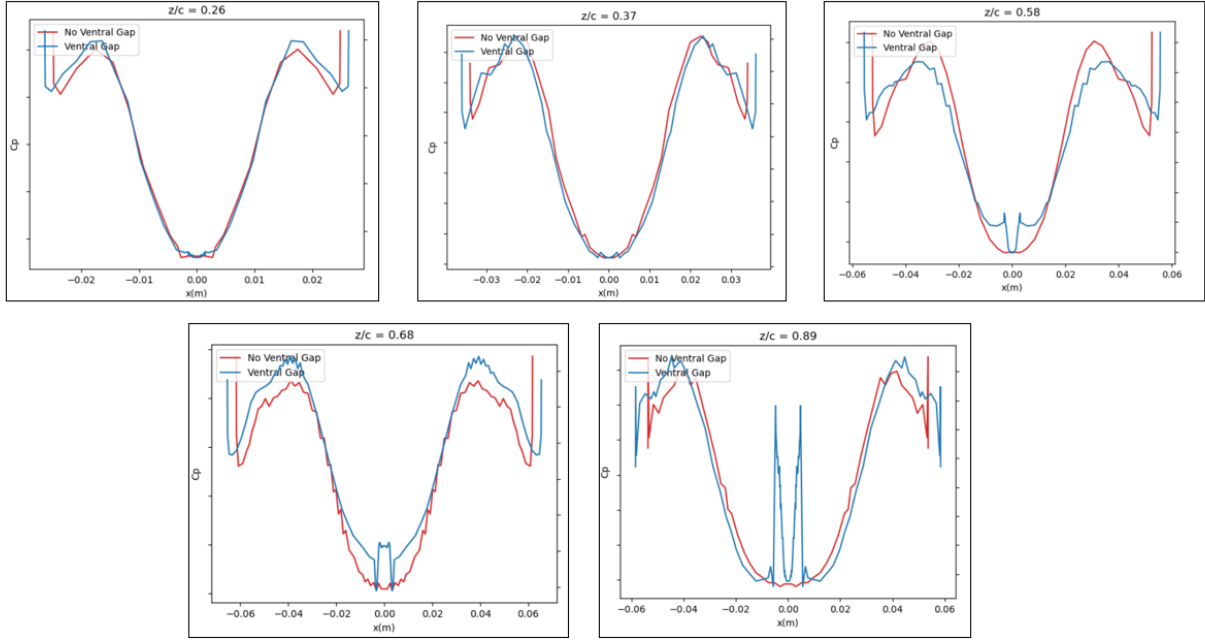 z/c = 0.26
No Ventral Gap
Ventral Gap
Cp
−0.02 −0.01 0.00 0.01 0.02
x(m)
z/c = 0.37
No Ventral Gap
Ventral Gap
Cp
−0.03 −0.02 −0.01 0.00 0.01 0.02 0.03
x(m)
z/c = 0.58
No Ventral Gap
Ventral Gap
Cp
−0.06 −0.04 −0.02 0.00 0.02 0.04 0.06
x(m)
z/c = 0.68
No Ventral Gap
Ventral Gap
Cp
−0.06 −0.04 −0.02 0.00 0.02 0.04 0.06
x(m)
z/c = 0.89
No Ventral Gap
Ventral Gap
Cp
−0.06 −0.04 −0.02 0.00 0.02 0.04 0.06
x(m)